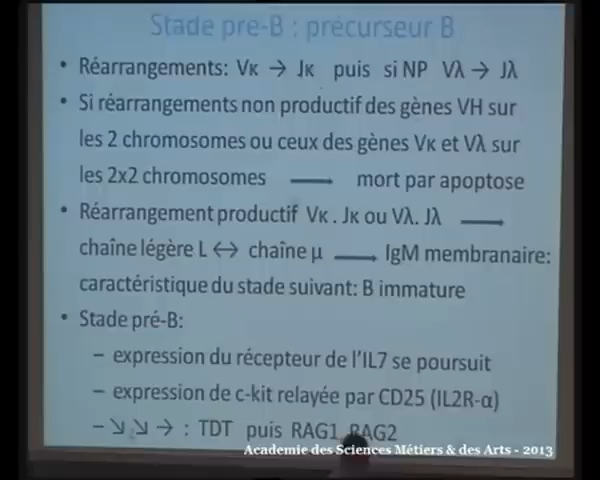 Stade pre-B : précurseur B
• Réarrangements: Vκ → Jκ puis si NP Vλ → Jλ
• Si réarrangements non productif des gènes VH sur
les 2 chromosomes ou ceux des gènes Vκ et Vλ sur
les 2x2 chromosomes ⟶ mort par apoptose
• Réarrangement productif Vκ . Jκ ou Vλ. Jλ ⟶
chaîne légère L ↔ chaîne μ ⟶ IgM membranaire:
caractéristique du stade suivant: B immature
• Stade pré-B:
– expression du récepteur de l'IL7 se poursuit
– expression de c-kit relayée par CD25 (IL2R-α)
– ↘ ↘ → : TDT puis RAG1 RAG2
Academie des Sciences Métiers & des Arts - 2013